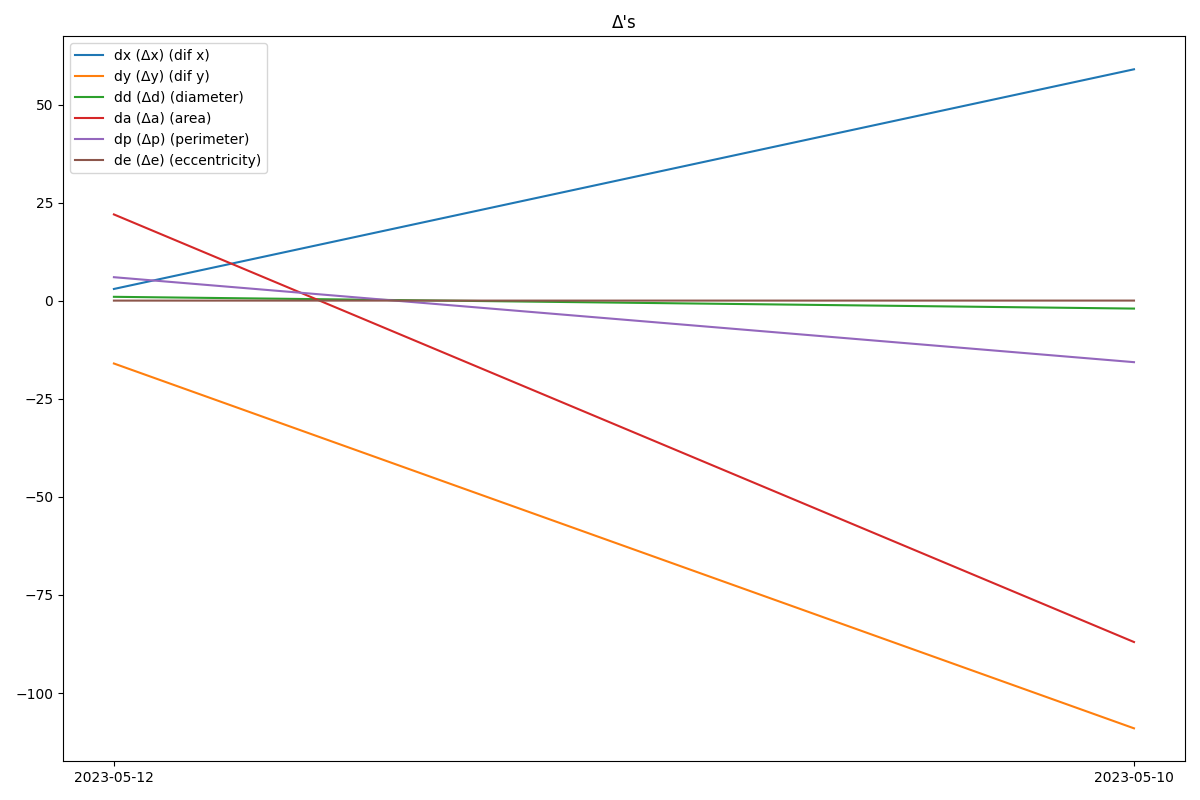 Δ's
dx (Δx) (dif x)
dy (Δy) (dif y)
dd (Δd) (diameter)
da (Δa) (area)
dp (Δp) (perimeter)
de (Δe) (eccentricity)
50
25
0
−25
−50
−75
−100
2023-05-12
2023-05-10